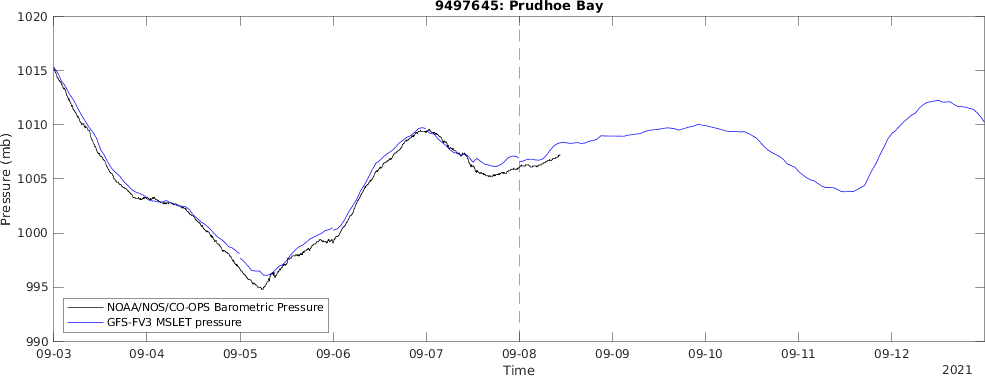 9497645: Prudhoe Bay
1020
1015
1010
1005
1000
995
990
Pressure (mb)
NOAA/NOS/CO-OPS Barometric Pressure
GFS-FV3 MSLET pressure
09-03 09-04 09-05 09-06 09-07 09-08 09-09 09-10 09-11 09-12
Time
2021